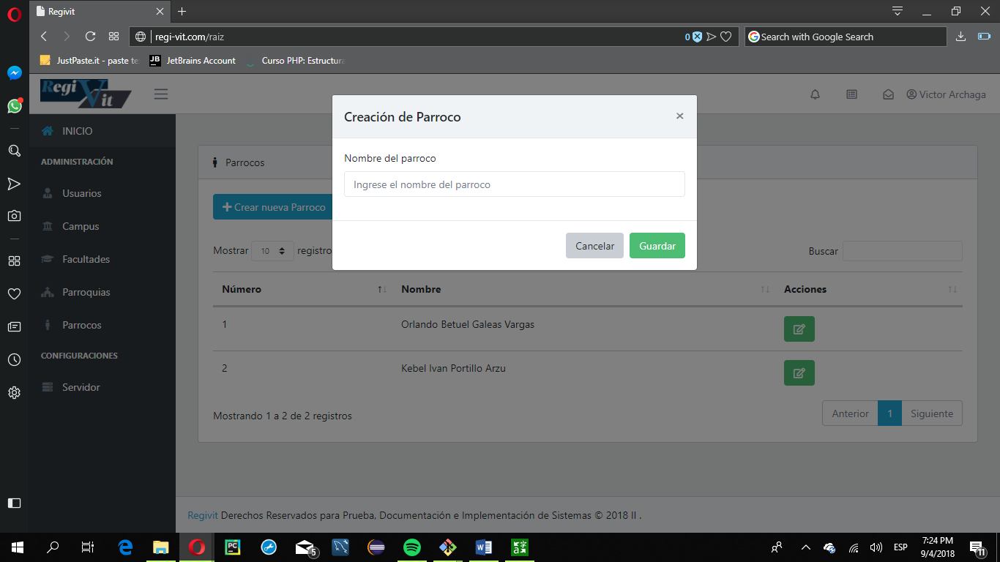 Regivit
regi-vit.com/raiz
0
Search with Google Search
JustPaste.it - paste te
JB JetBrains Account
Curso PHP: Estructura
Regi Vit
Victor Archaga
INICIO
ADMINISTRACIÓN
Usuarios
Campus
Facultades
Parroquias
Parrocos
CONFIGURACIONES
Servidor
Creación de Parroco
×
Nombre del parroco
Ingrese el nombre del parroco
Cancelar
Guardar
Parrocos
Crear nueva Parroco
Mostrar 10 registro
Buscar
Número Nombre Acciones
1 Orlando Betuel Galeas Vargas
2 Kebel Ivan Portillo Arzu
Mostrando 1 a 2 de 2 registros
Anterior 1 Siguiente
Regivit Derechos Reservados para Prueba, Documentación e Implementación de Sistemas © 2018 II .
PC
5
W
ESP
7:24 PM
9/4/2018
11